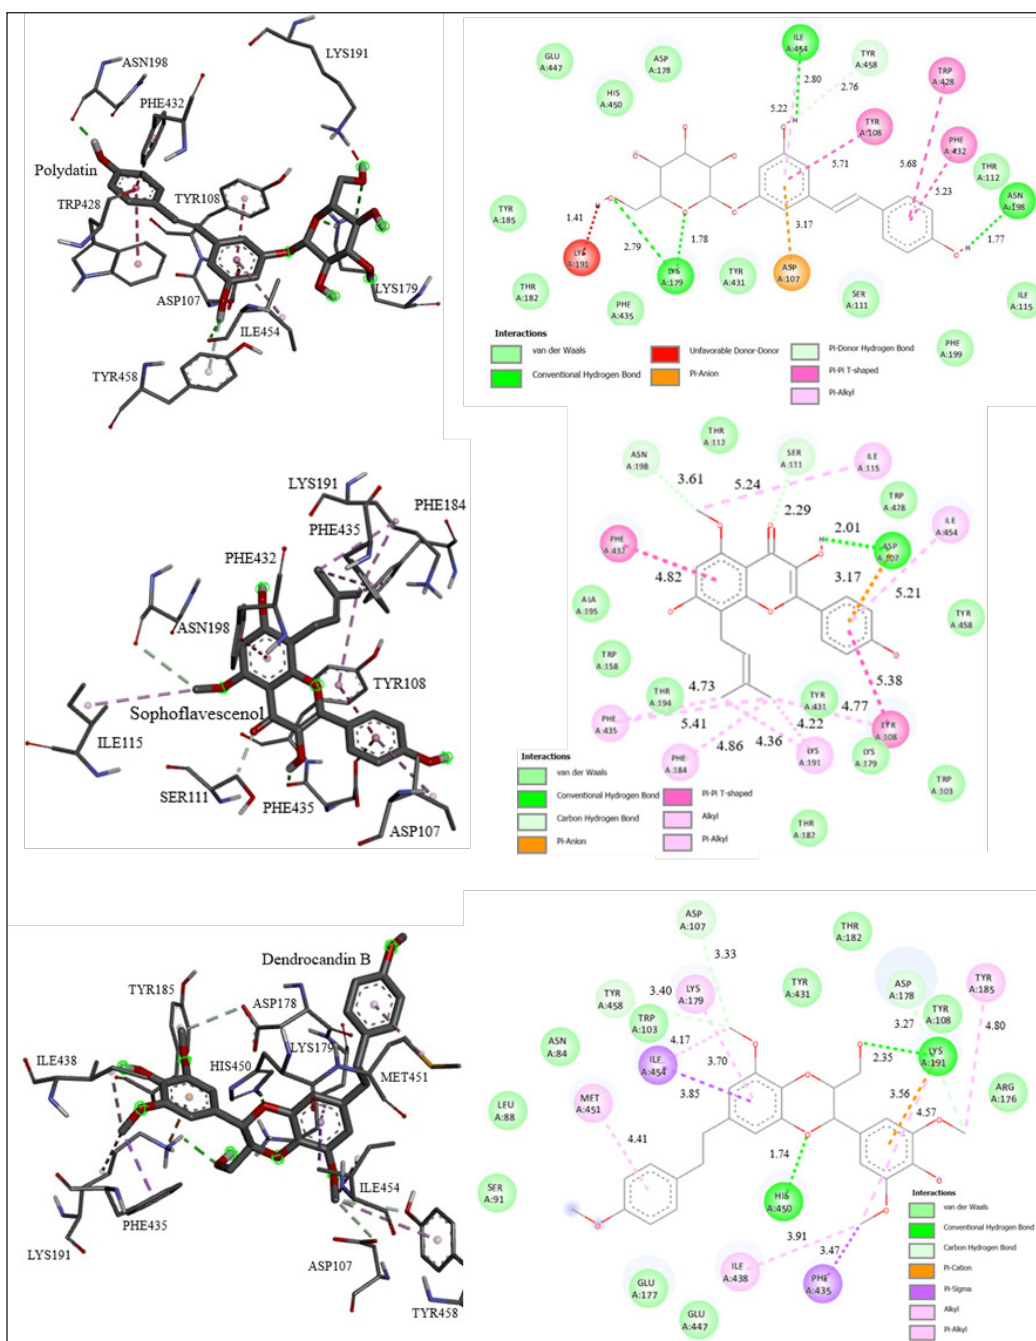 LYS191
ASN198
PHE432
Polydatin
TYR108
TRP428
ASP107
LYS179
ILE454
TYR458
GLU
A:447
ASP
A:178
HIS
A:450
ILE
A:454
TYR
A:458
TRP
A:428
2.80
2.76
5.22
TYR
A:108
PHE
A:432
5.71
5.68
5.23
THR
A:112
ASN
A:198
TYR
A:185
1.41
LYS
A:191
2.79
1.78
LYS
A:179
TYR
A:431
3.17
ASP
A:107
1.77
THR
A:182
PHE
A:435
SER
A:111
ILE
A:115
PHE
A:199
Interactions
van der Waals
Conventional Hydrogen Bond
Unfavorable Donor-Donor
Pi-Anion
Pi-Donor Hydrogen Bond
Pi-Pi T-shaped
Pi-Alkyl
LYS191
PHE184
PHE435
PHE432
ASN198
TYR108
Sophoflavescenol
ILE115
SER111
PHE435
ASP107
THR
A:112
ASN
A:198
SER
A:111
ILE
A:115
3.61
5.24
2.29
TRP
A:428
ILE
A:454
2.01
PHE
A:432
ASP
A:107
4.82
3.17
5.21
ALA
A:195
TYR
A:458
TRP
A:158
THR
A:194
4.73
TYR
A:431
5.38
4.77
PHE
A:435
5.41
4.22
TYR
A:108
4.86
4.36
PHE
A:184
LYS
A:191
LYS
A:179
TRP
A:103
THR
A:182
Interactions
van der Waals
Conventional Hydrogen Bond
Carbon Hydrogen Bond
Pi-Anion
Pi-Pi T-shaped
Alkyl
Pi-Alkyl
Dendrocandin B
TYR185
ASP178
ILE438
HIS450
LYS179
MET451
PHE435
ILE454
LYS191
ASP107
TYR458
ASP
A:107
THR
A:182
3.33
TYR
A:458
3.40
LYS
A:179
TYR
A:431
ASP
A:178
TYR
A:185
TRP
A:103
TYR
A:108
3.27
4.80
ASN
A:84
4.17
ILE
A:454
3.70
2.35
LYS
A:191
MET
A:451
3.85
3.56
ARG
A:176
LEU
A:88
4.41
4.57
1.74
SER
A:91
HIS
A:450
3.91
3.47
ILE
A:438
PHE
A:435
GLU
A:177
GLU
A:447
Interactions
van der Waals
Conventional Hydrogen Bond
Carbon Hydrogen Bond
Pi-Cation
Pi-Sigma
Alkyl
Pi-Alkyl